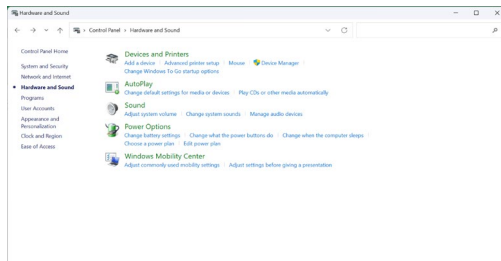 Hardware and Sound
Control Panel > Hardware and Sound
Control Panel Home
System and Security
Network and Internet
Hardware and Sound
Programs
User Accounts
Appearance and
Personalization
Clock and Region
Ease of Access
Devices and Printers
Add a device | Advanced printer setup | Mouse | Device Manager |
Change Windows To Go startup options
AutoPlay
Change default settings for media or devices | Play CDs or other media automatically
Sound
Adjust system volume | Change system sounds | Manage audio devices
Power Options
Change battery settings | Change what the power buttons do | Change when the computer sleeps |
Choose a power plan | Edit power plan
Windows Mobility Center
Adjust commonly used mobility settings | Adjust settings before giving a presentation